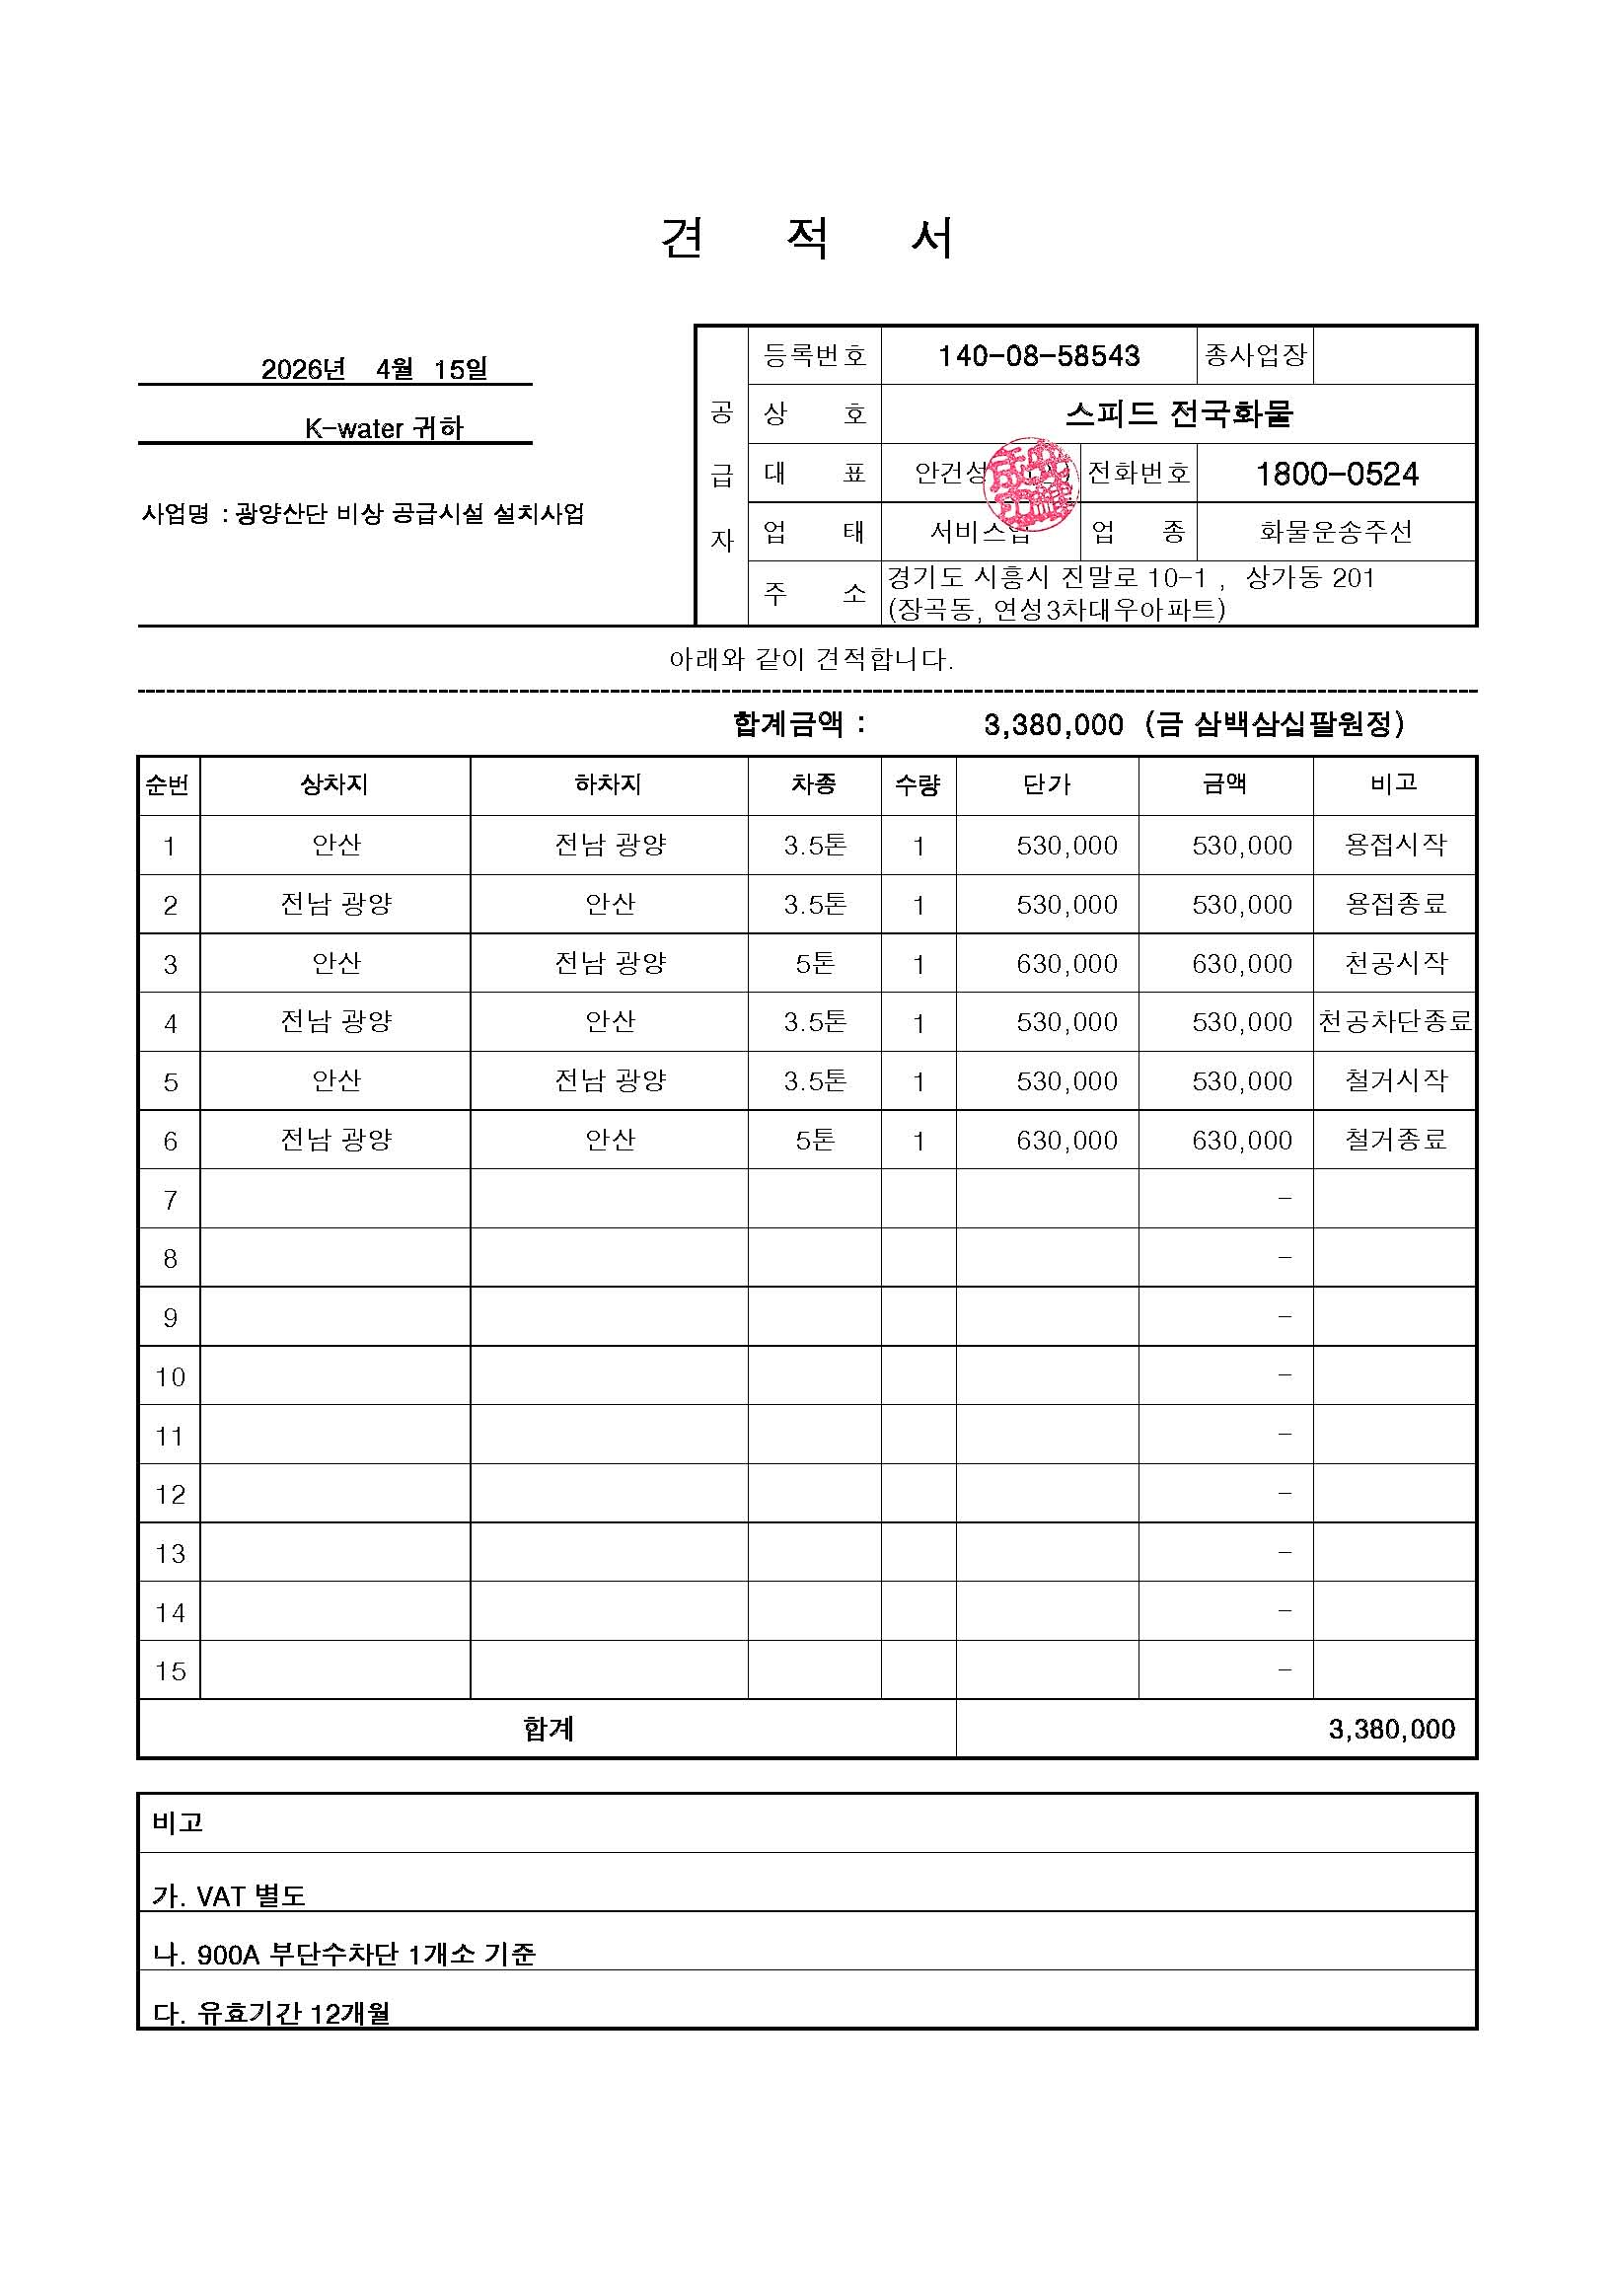 견 적 서
2026년 4월 15일
K-water 귀하
사업명 : 광양산단 비상 공급시설 설치사업
공급자
등록번호 140-08-58543 종사업장
상 호 스피드 전국화물
대 표 안건성 전화번호 1800-0524
업 태 서비스업 업 종 화물운송주선
주 소 경기도 시흥시 진말로 10-1 , 상가동 201
(장곡동, 연성3차대우아파트)
아래와 같이 견적합니다.
합계금액 : 3,380,000 (금 삼백삼십팔원정)
순번 상차지 하차지 차종 수량 단가 금액 비고
1 안산 전남 광양 3.5톤 1 530,000 530,000 용접시작
2 전남 광양 안산 3.5톤 1 530,000 530,000 용접종료
3 안산 전남 광양 5톤 1 630,000 630,000 천공시작
4 전남 광양 안산 3.5톤 1 530,000 530,000 천공차단종료
5 안산 전남 광양 3.5톤 1 530,000 530,000 철거시작
6 전남 광양 안산 5톤 1 630,000 630,000 철거종료
7 -
8 -
9 -
10 -
11 -
12 -
13 -
14 -
15 -
합계 3,380,000
비고
가. VAT 별도
나. 900A 부단수차단 1개소 기준
다. 유효기간 12개월